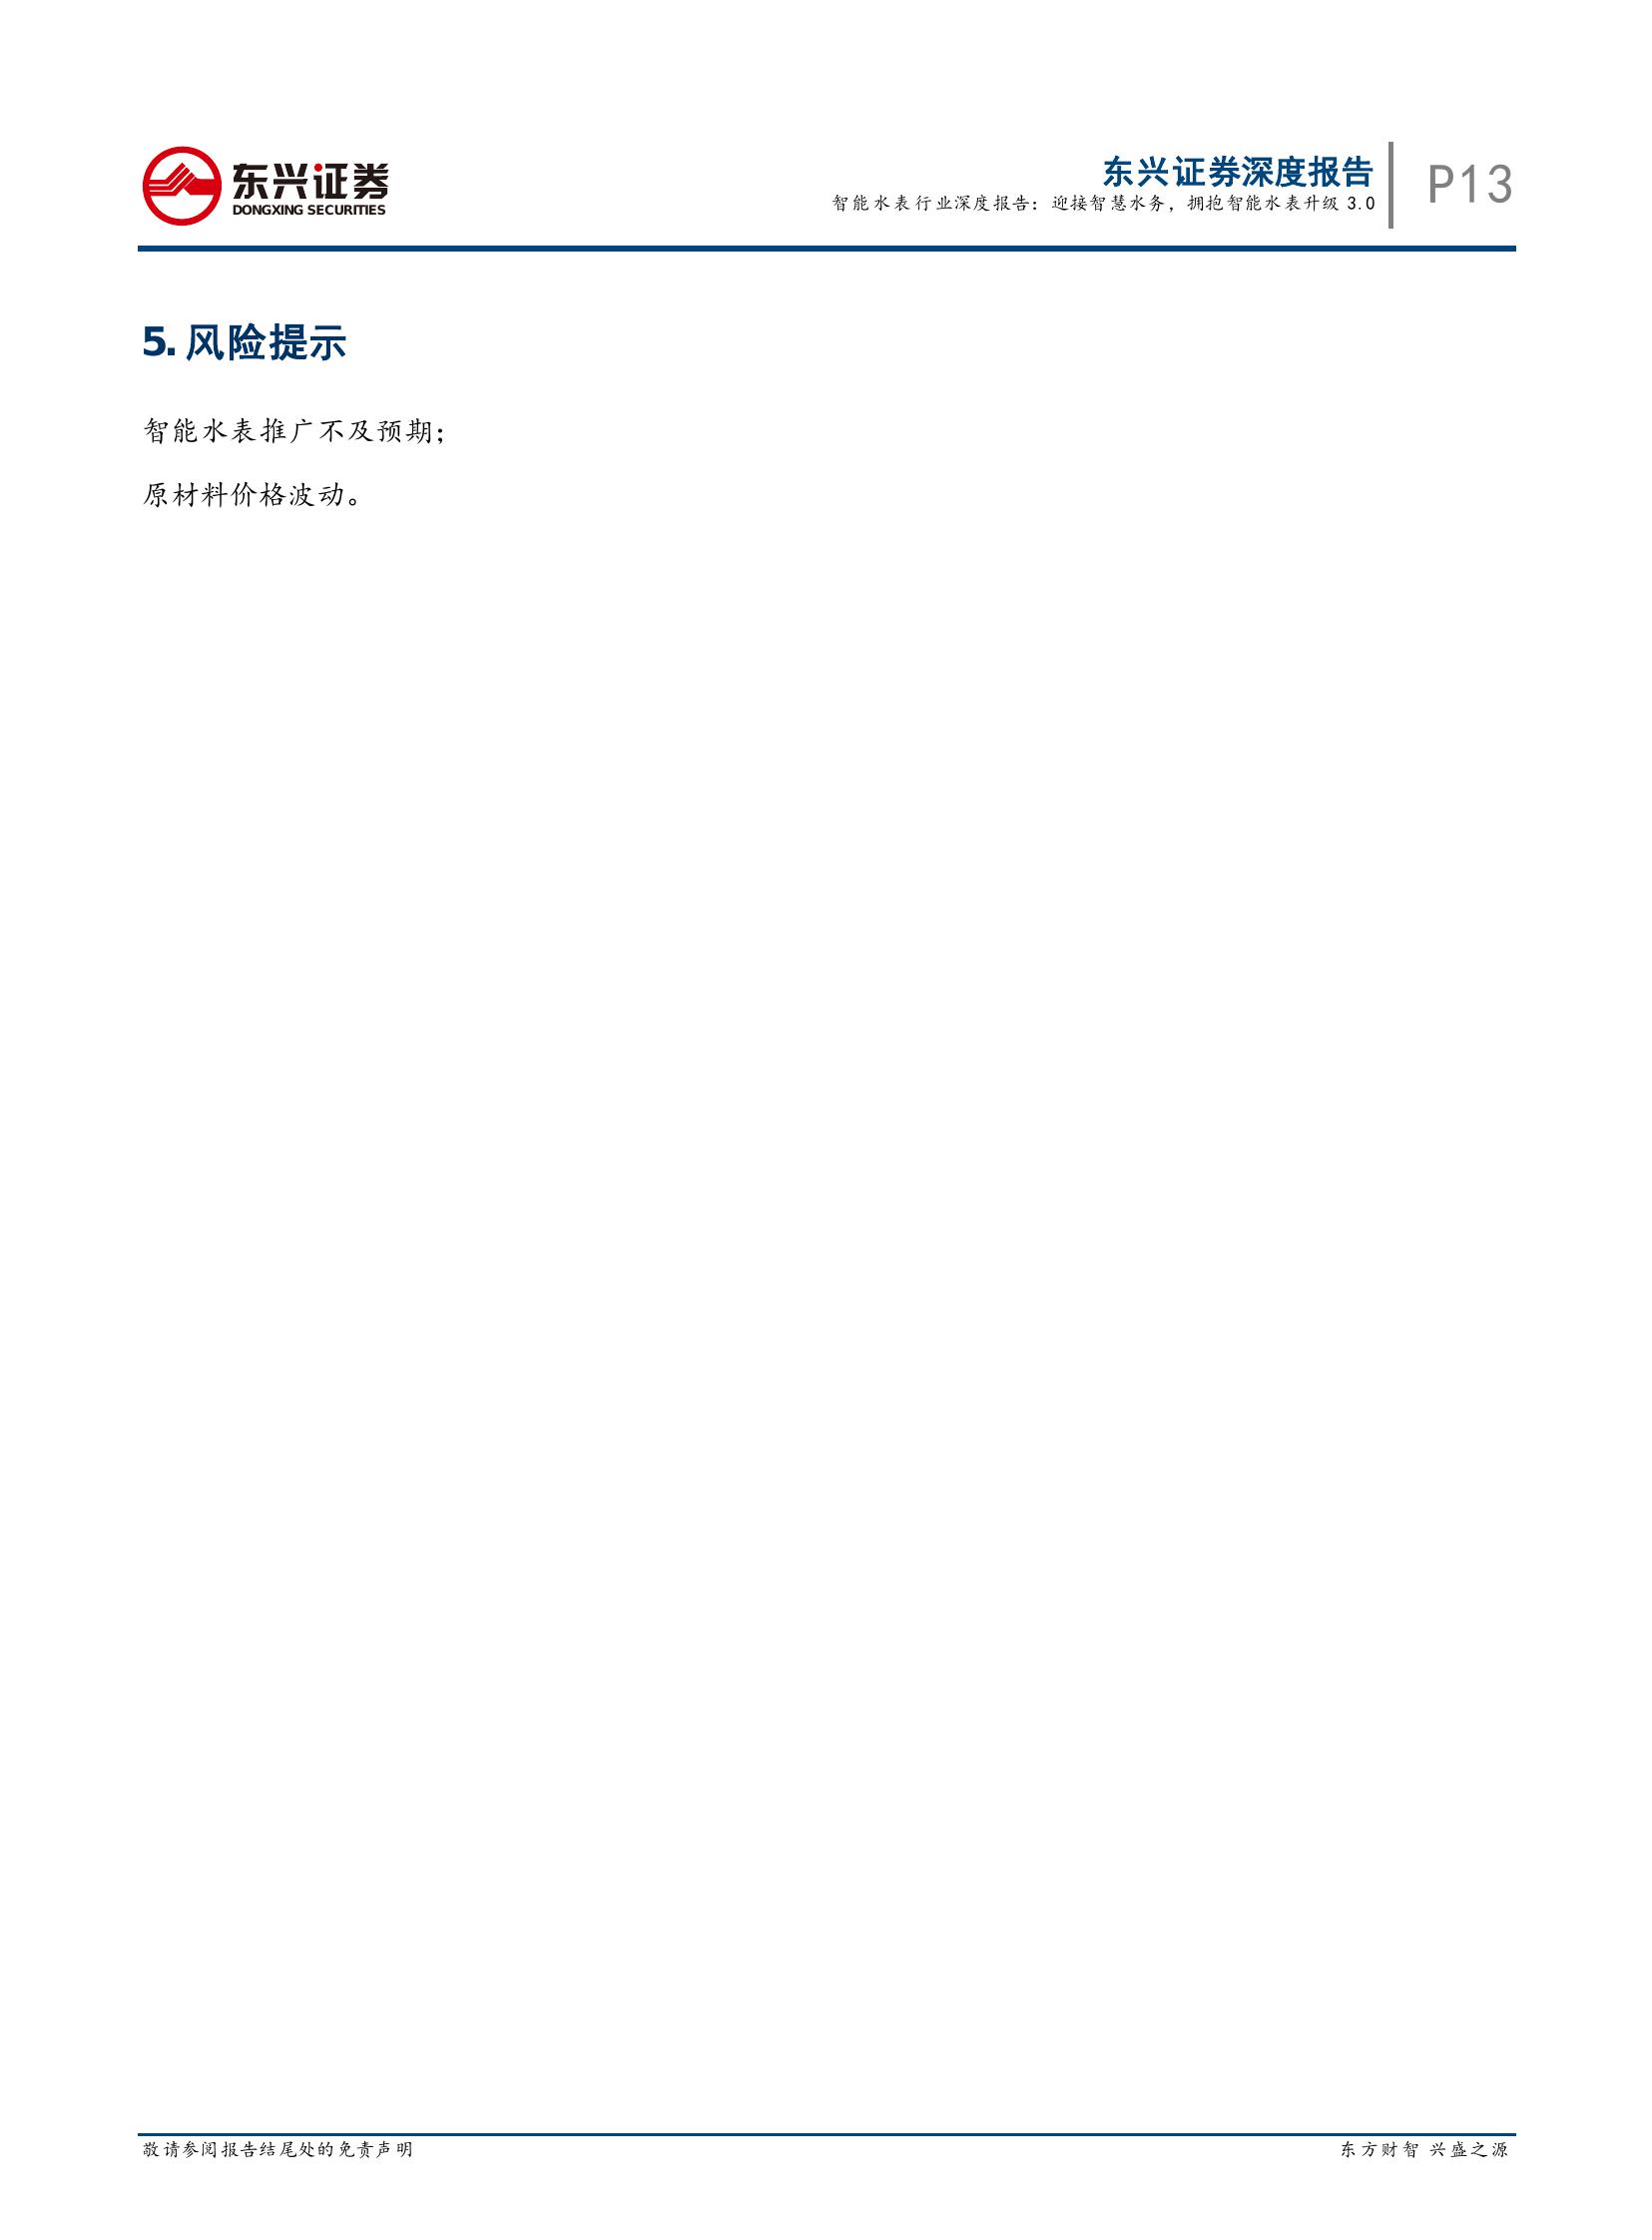 东兴证券
DONGXING SECURITIES
东兴证券深度报告
智能水表行业深度报告：迎接智慧水务，拥抱智能水表升级 3.0
P13
5. 风险提示
智能水表推广不及预期；
原材料价格波动。
敬请参阅报告结尾处的免责声明
东方财智 兴盛之源